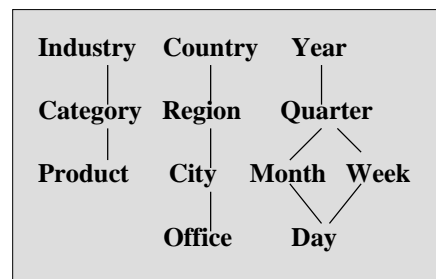 Industry Country Year
Category Region Quarter
Product City Month Week
Office Day